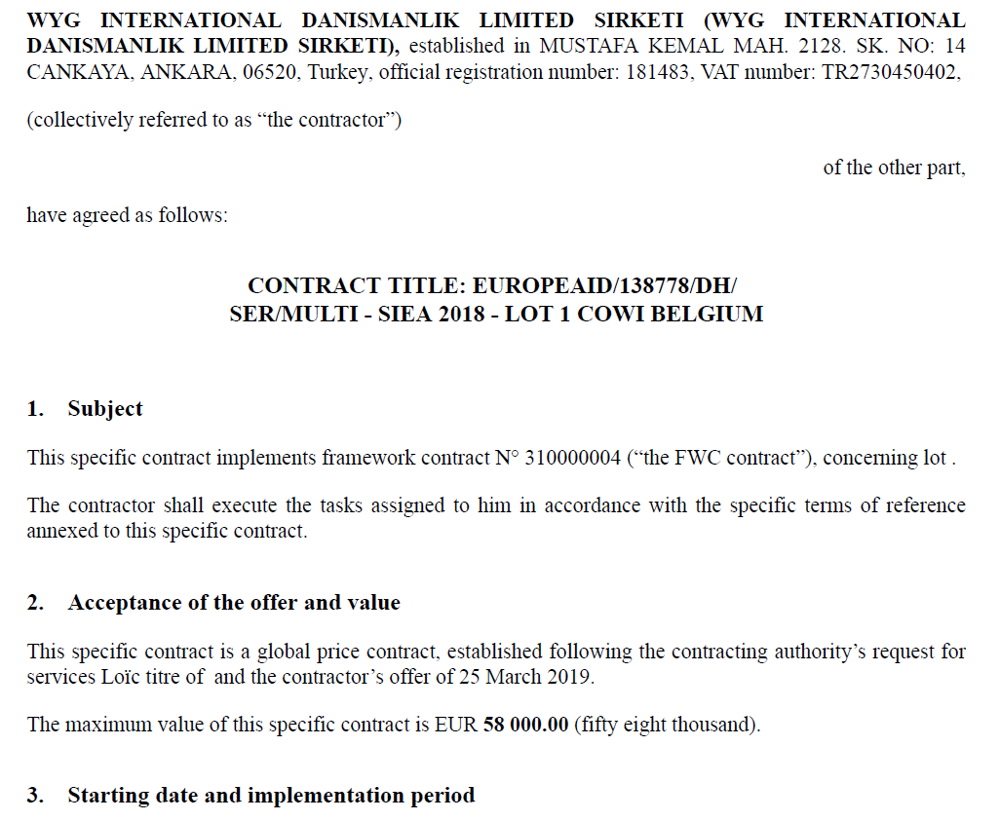 WYG INTERNATIONAL DANISMANLIK LIMITED SIRKETI (WYG INTERNATIONAL
DANISMANLIK LIMITED SIRKETI), established in MUSTAFA KEMAL MAH. 2128. SK. NO: 14
CANKAYA, ANKARA, 06520, Turkey, official registration number: 181483, VAT number: TR2730450402,
(collectively referred to as “the contractor”)
of the other part,
have agreed as follows:
CONTRACT TITLE: EUROPEAID/138778/DH/
SER/MULTI - SIEA 2018 - LOT 1 COWI BELGIUM
1. Subject
This specific contract implements framework contract N° 310000004 (“the FWC contract”), concerning lot .
The contractor shall execute the tasks assigned to him in accordance with the specific terms of reference
annexed to this specific contract.
2. Acceptance of the offer and value
This specific contract is a global price contract, established following the contracting authority’s request for
services Loïc titre of  and the contractor’s offer of 25 March 2019.
The maximum value of this specific contract is EUR 58 000.00 (fifty eight thousand).
3. Starting date and implementation period